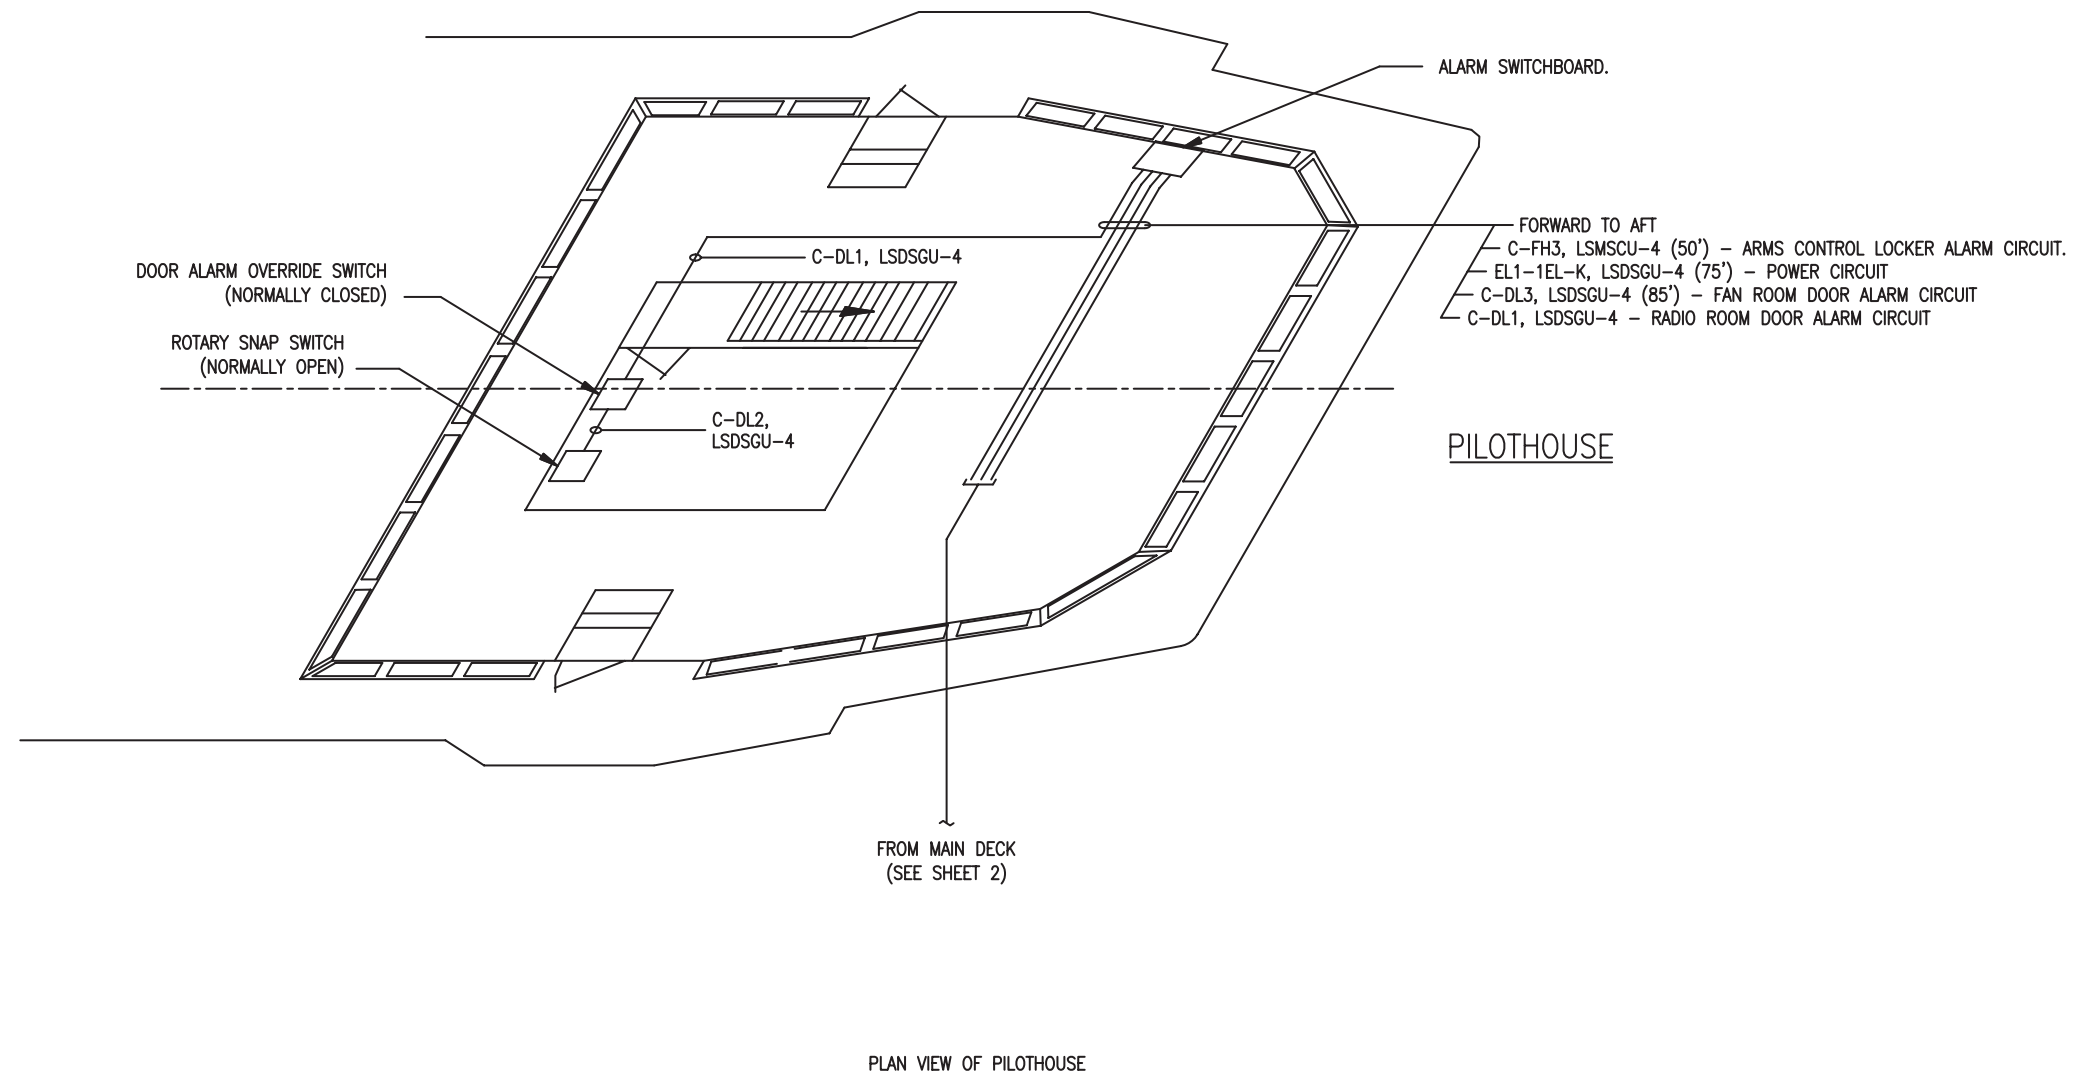 ALARM SWITCHBOARD.
FORWARD TO AFT
C-FH3, LSMSCU-4 (50') - ARMS CONTROL LOCKER ALARM CIRCUIT.
EL1-1EL-K, LSDSGU-4 (75') - POWER CIRCUIT
C-DL3, LSDSGU-4 (85') - FAN ROOM DOOR ALARM CIRCUIT
C-DL1, LSDSGU-4 - RADIO ROOM DOOR ALARM CIRCUIT
C-DL1, LSDSGU-4
DOOR ALARM OVERRIDE SWITCH
(NORMALLY CLOSED)
ROTARY SNAP SWITCH
(NORMALLY OPEN)
C-DL2,
LSDSGU-4
PILOTHOUSE
FROM MAIN DECK
(SEE SHEET 2)
PLAN VIEW OF PILOTHOUSE